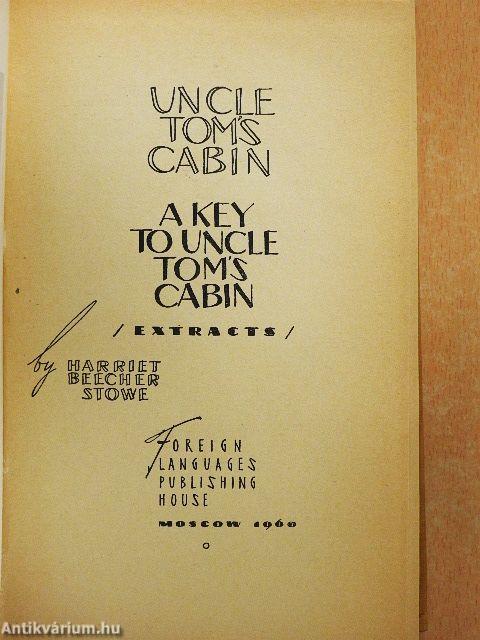 UNCLE
TOM'S
CABIN
A KEY
TO UNCLE
TOM'S
CABIN
/ EXTRACTS /
by HARRIET
BEECHER
STOWE
FOREIGN
LANGUAGES
PUBLISHING
HOUSE
MOSCOW 1960
Antikvárium.hu